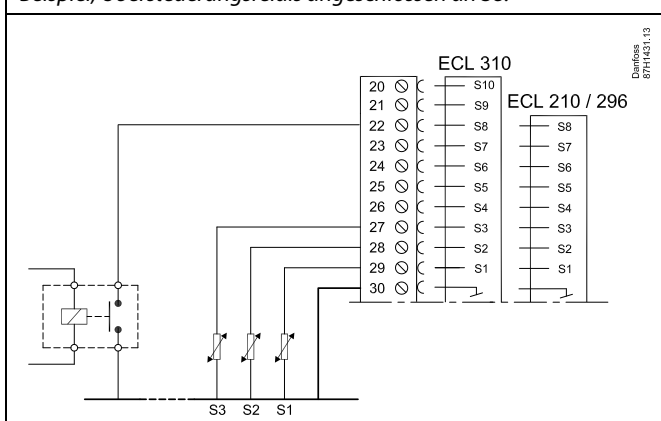 Beispiel, Übersteuerungsrelais angeschlossen an S8:
Danfoss
87H1431.13
ECL 310
ECL 210 / 296
20 S10
21 S9
22 S8 S8
23 S7 S7
24 S6 S6
25 S5 S5
26 S4 S4
27 S3 S3
28 S2 S2
29 S1 S1
30
S3 S2 S1